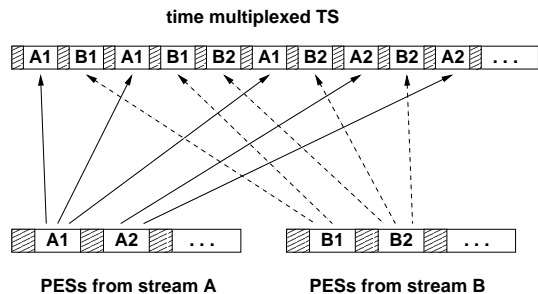 time multiplexed TS
A1 B1 A1 B1 B2 A1 B2 A2 B2 A2 . . .
A1 A2 . . . B1 B2 . . .
PESs from stream A PESs from stream B